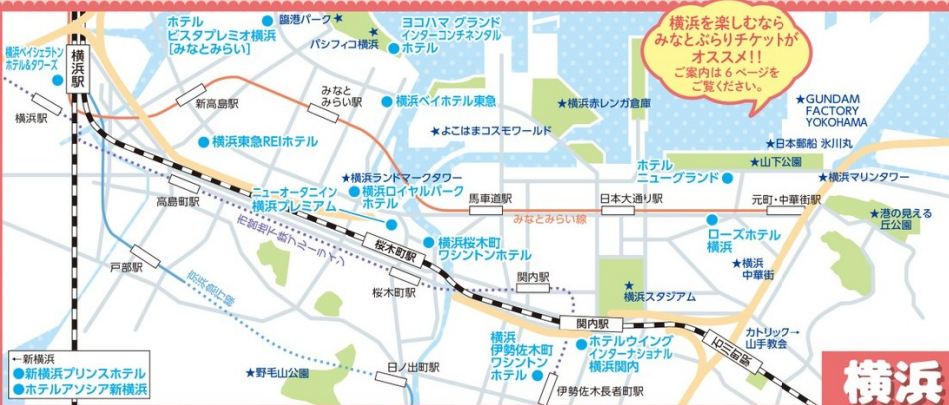 臨港パーク★
ホテル
ビスタプレミオ横浜
[みなとみらい]
パシフィコ横浜
ヨコハマ グランド
インターコンチネンタル
ホテル
横浜を楽しむなら
みなとぶらりチケットが
オススメ!!
ご案内は6ページを
ご覧ください。
横浜ベイシェラトン
ホテル&タワーズ
横浜駅
横浜駅
新高島駅
みなと
みらい駅
横浜ベイホテル東急
★横浜赤レンガ倉庫
★GUNDAM
FACTORY
YOKOHAMA
★よこはまコスモワールド
横浜東急REIホテル
★日本郵船 氷川丸
★山下公園
★横浜ランドマークタワー
ホテル
ニューグランド
★横浜マリンタワー
高島町駅
ニューオータニイン
横浜プレミアム
横浜ロイヤルパーク
ホテル
馬車道駅
日本大通り駅
元町・中華街駅
みなとみらい線
★港の見える
丘公園
市営地下鉄ブルーライン
桜木町駅
横浜桜木町
ワシントンホテル
ローズホテル
横浜
戸部駅
京浜急行線
桜木町駅
関内駅
★
横浜スタジアム
★横浜
中華街
関内駅
石川町駅
カトリック→
山手教会
横浜
伊勢佐木町
ワシントン
ホテル
ホテルウイング
インターナショナル
横浜関内
←新横浜
●新横浜プリンスホテル
●ホテルアソシア新横浜
★野毛山公園
日ノ出町駅
伊勢佐木長者町駅
横浜